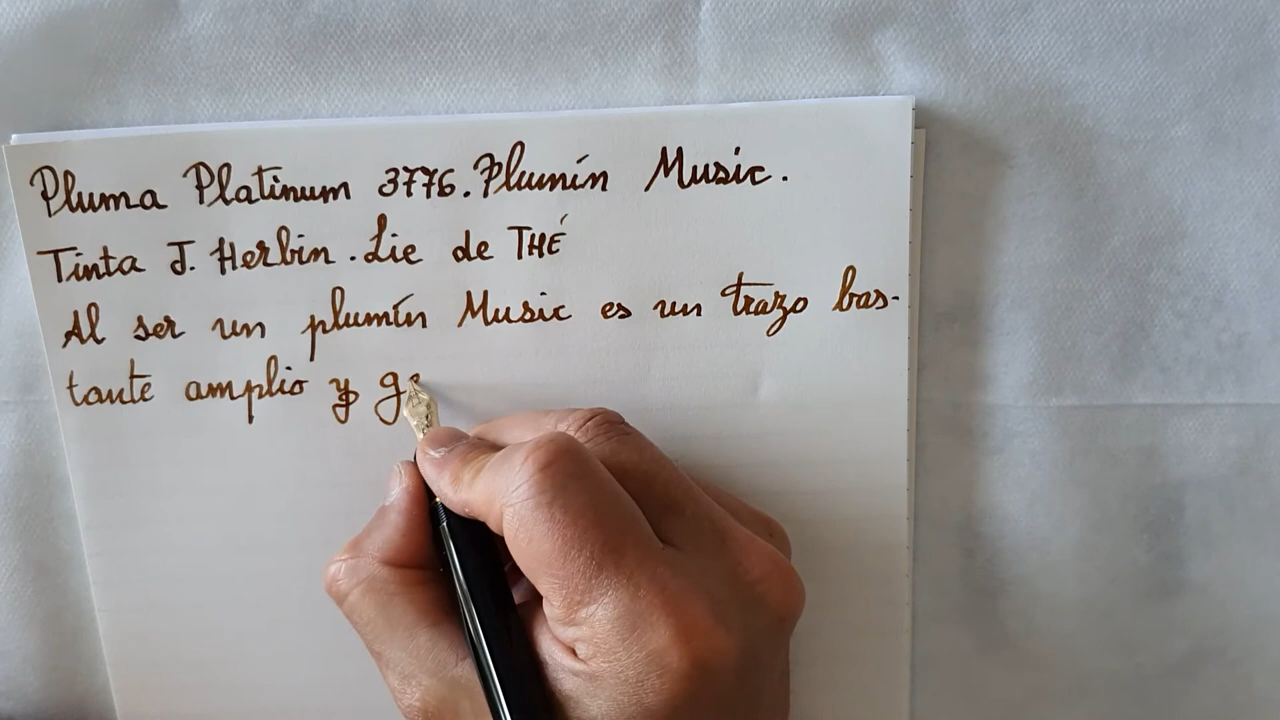 Pluma Platinum 3776. Plumín Music.
Tinta J. Herbin. Lie de THÉ
Al ser un plumín Music es un trazo bas-
tante amplio y